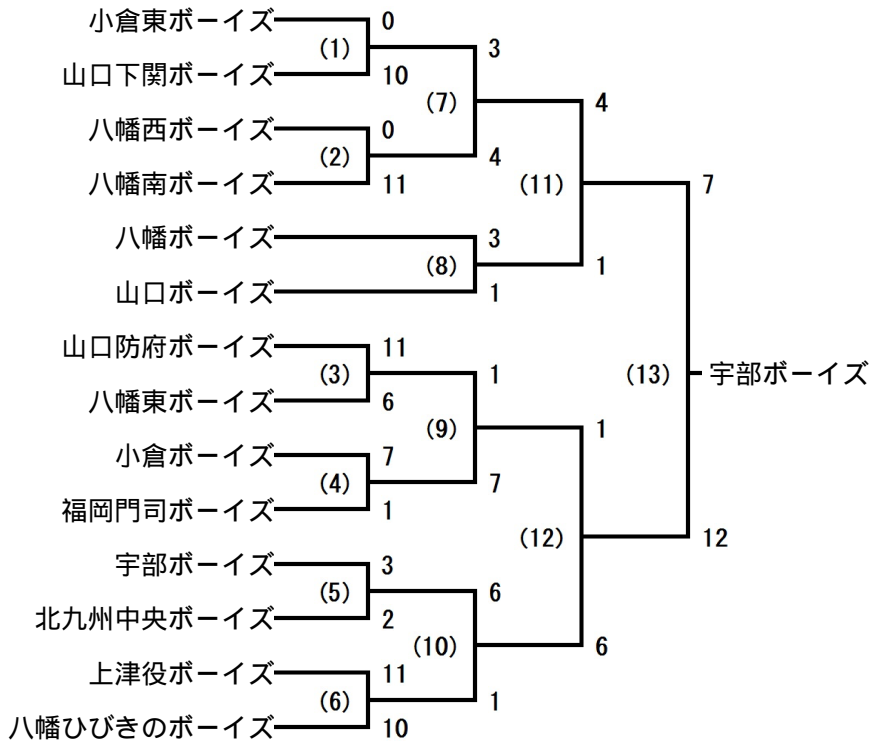 小倉東ボーイズ 0
(1) 3
山口下関ボーイズ 10
(7) 4
八幡西ボーイズ 0
(2) 4
八幡南ボーイズ 11
(11) 7
八幡ボーイズ 3
(8) 1
山口ボーイズ 1
山口防府ボーイズ 11
(3) 1
(13) 宇部ボーイズ
八幡東ボーイズ 6
(9) 1
小倉ボーイズ 7
(4) 7
福岡門司ボーイズ 1
(12) 12
宇部ボーイズ 3
(5) 6
北九州中央ボーイズ 2
(10) 6
上津役ボーイズ 11
(6) 1
八幡ひびきのボーイズ 10